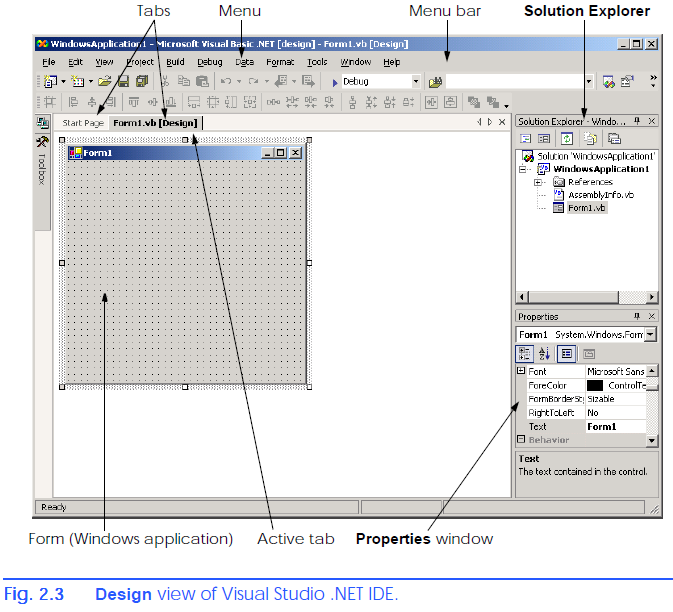 Tabs Menu Menu bar Solution Explorer
WindowsApplication1 - Microsoft Visual Basic .NET [design] - Form1.vb [Design]
File Edit View Project Build Debug Data Format Tools Window Help
Debug
Start Page Form1.vb [Design]
Solution Explorer - Windo...
Toolbox
Form1
Solution 'WindowsApplication1'
WindowsApplication1
References
AssemblyInfo.vb
Form1.vb
Properties
Form1 System.Windows.Form
Font Microsoft Sans
ForeColor ControlTe
FormBorderSty Sizable
RightToLeft No
Text Form1
Behavior
Text
The text contained in the control.
Ready
Form (Windows application) Active tab Properties window
Fig. 2.3 Design view of Visual Studio .NET IDE.